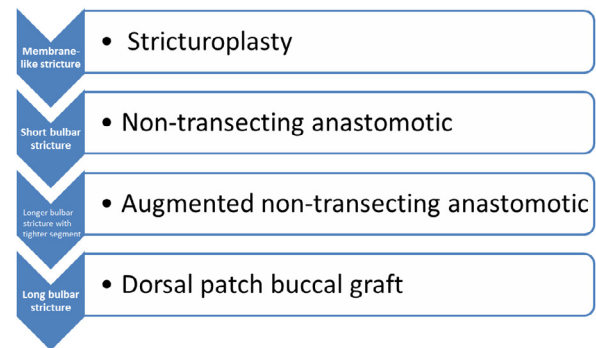 Membrane-
like stricture
• Stricturoplasty
Short bulbar
stricture
• Non-transecting anastomotic
Longer bulbar
stricture with
tighter segment
• Augmented non-transecting anastomotic
Long bulbar
stricture
• Dorsal patch buccal graft